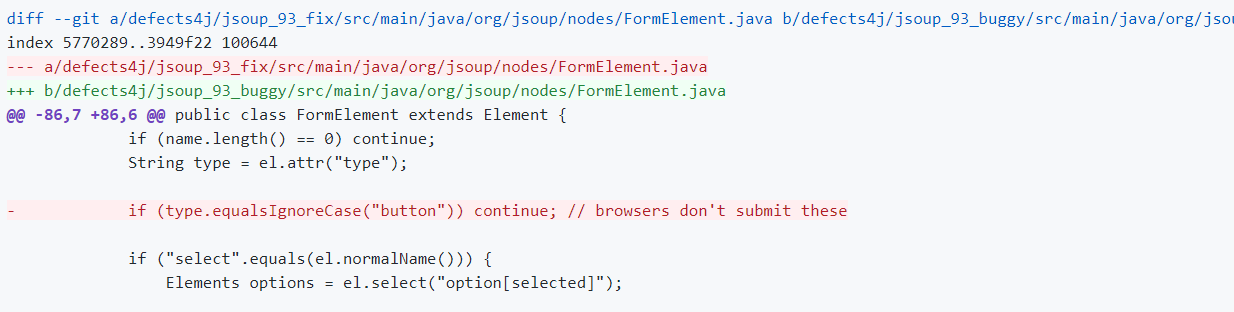 diff --git a/defects4j/jsoup_93_fix/src/main/java/org/jsoup/nodes/FormElement.java b/defects4j/jsoup_93_buggy/src/main/java/org/jsou
index 5770289..3949f22 100644
--- a/defects4j/jsoup_93_fix/src/main/java/org/jsoup/nodes/FormElement.java
+++ b/defects4j/jsoup_93_buggy/src/main/java/org/jsoup/nodes/FormElement.java
@@ -86,7 +86,6 @@ public class FormElement extends Element {
if (name.length() == 0) continue;
String type = el.attr("type");
- if (type.equalsIgnoreCase("button")) continue; // browsers don't submit these
if ("select".equals(el.normalName())) {
Elements options = el.select("option[selected]");